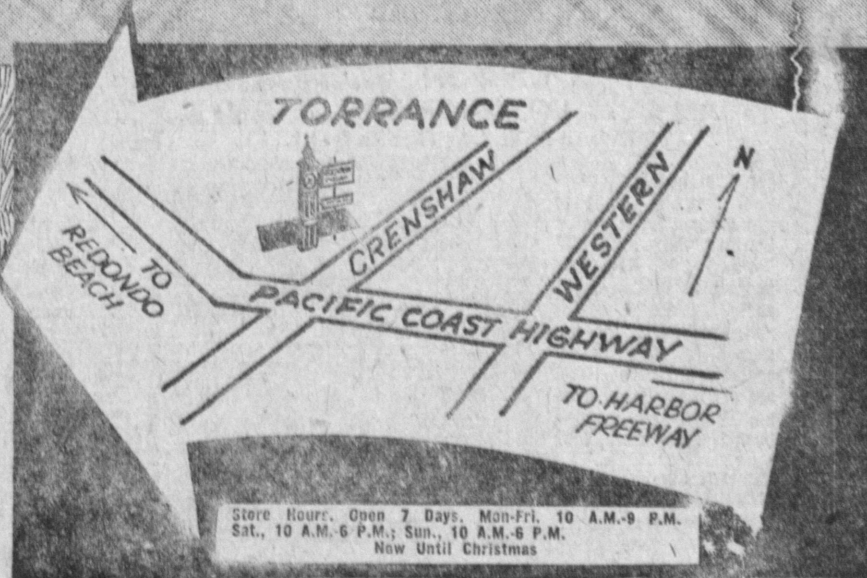 TORRANCE
N
CRENSHAW
WESTERN
TO
REDONDO
BEACH
PACIFIC COAST HIGHWAY
TO HARBOR
FREEWAY
Store Hourr. Open 7 Days. Mon-Fri. 10 A.M.-9 P.M.
Sat., 10 A.M.-6 P.M.; Sun., 10 A.M.-6 P.M.
Now Until Christmas